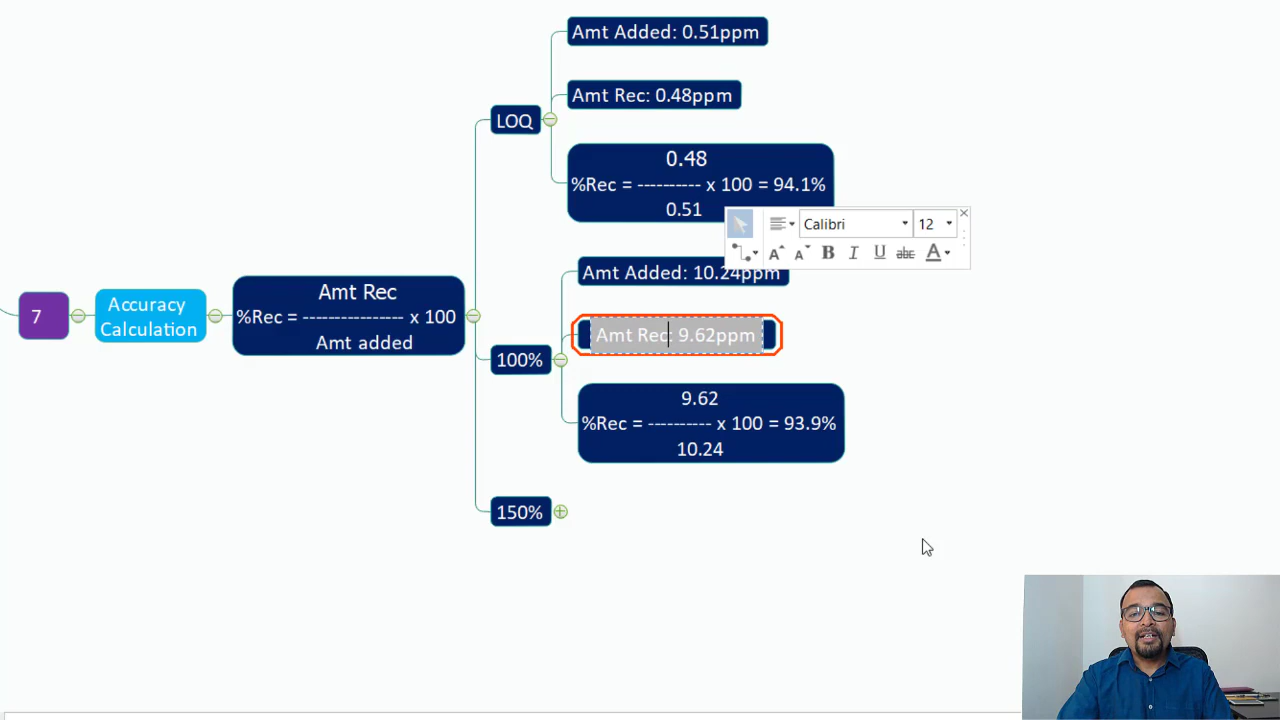 Amt Added: 0.51ppm
Amt Rec: 0.48ppm
LOQ
0.48
%Rec = ---------- x 100 = 94.1%
0.51
Calibri
12
B I U abc A
Amt Added: 10.24ppm
Amt Rec: 9.62ppm
7
Accuracy
Calculation
Amt Rec
%Rec = ---------------- x 100
Amt added
100%
9.62
%Rec = ---------- x 100 = 93.9%
10.24
150%